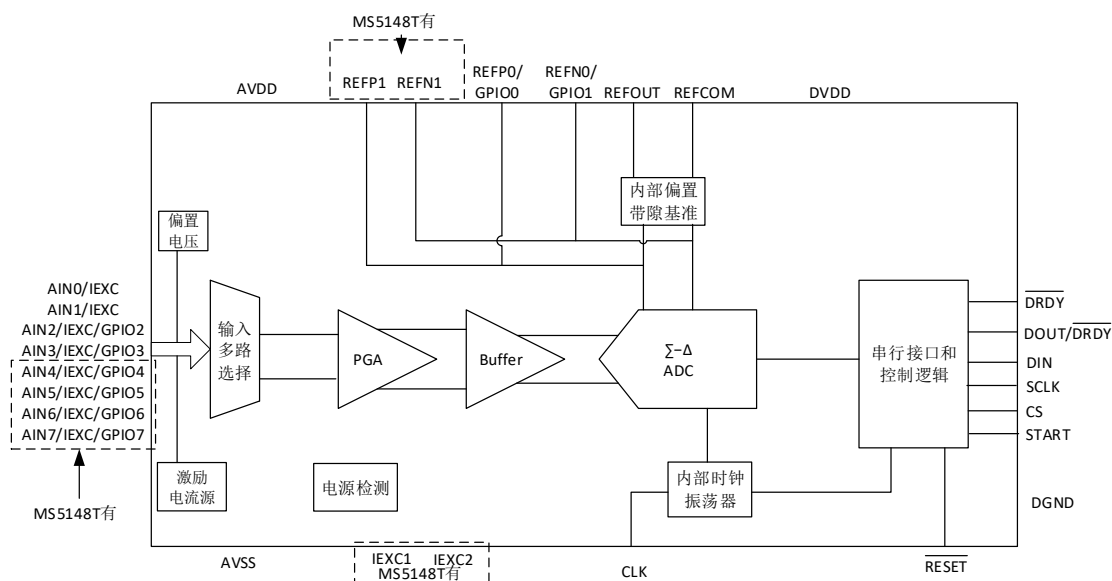 MS5148T有
REFP1 REFN1
REFP0/
GPIO0
REFN0/
GPIO1
REFOUT
REFCOM
AVDD
DVDD
内部偏置
带隙基准
偏置
电压
AIN0/IEXC
AIN1/IEXC
AIN2/IEXC/GPIO2
AIN3/IEXC/GPIO3
AIN4/IEXC/GPIO4
AIN5/IEXC/GPIO5
AIN6/IEXC/GPIO6
AIN7/IEXC/GPIO7
MS5148T有
输入
多路
选择
PGA
Buffer
∑-Δ
ADC
串行接口和
控制逻辑
DRDY
DOUT/DRDY
DIN
SCLK
CS
START
激励
电流源
电源检测
内部时钟
振荡器
DGND
AVSS
IEXC1 IEXC2
MS5148T有
CLK
RESET